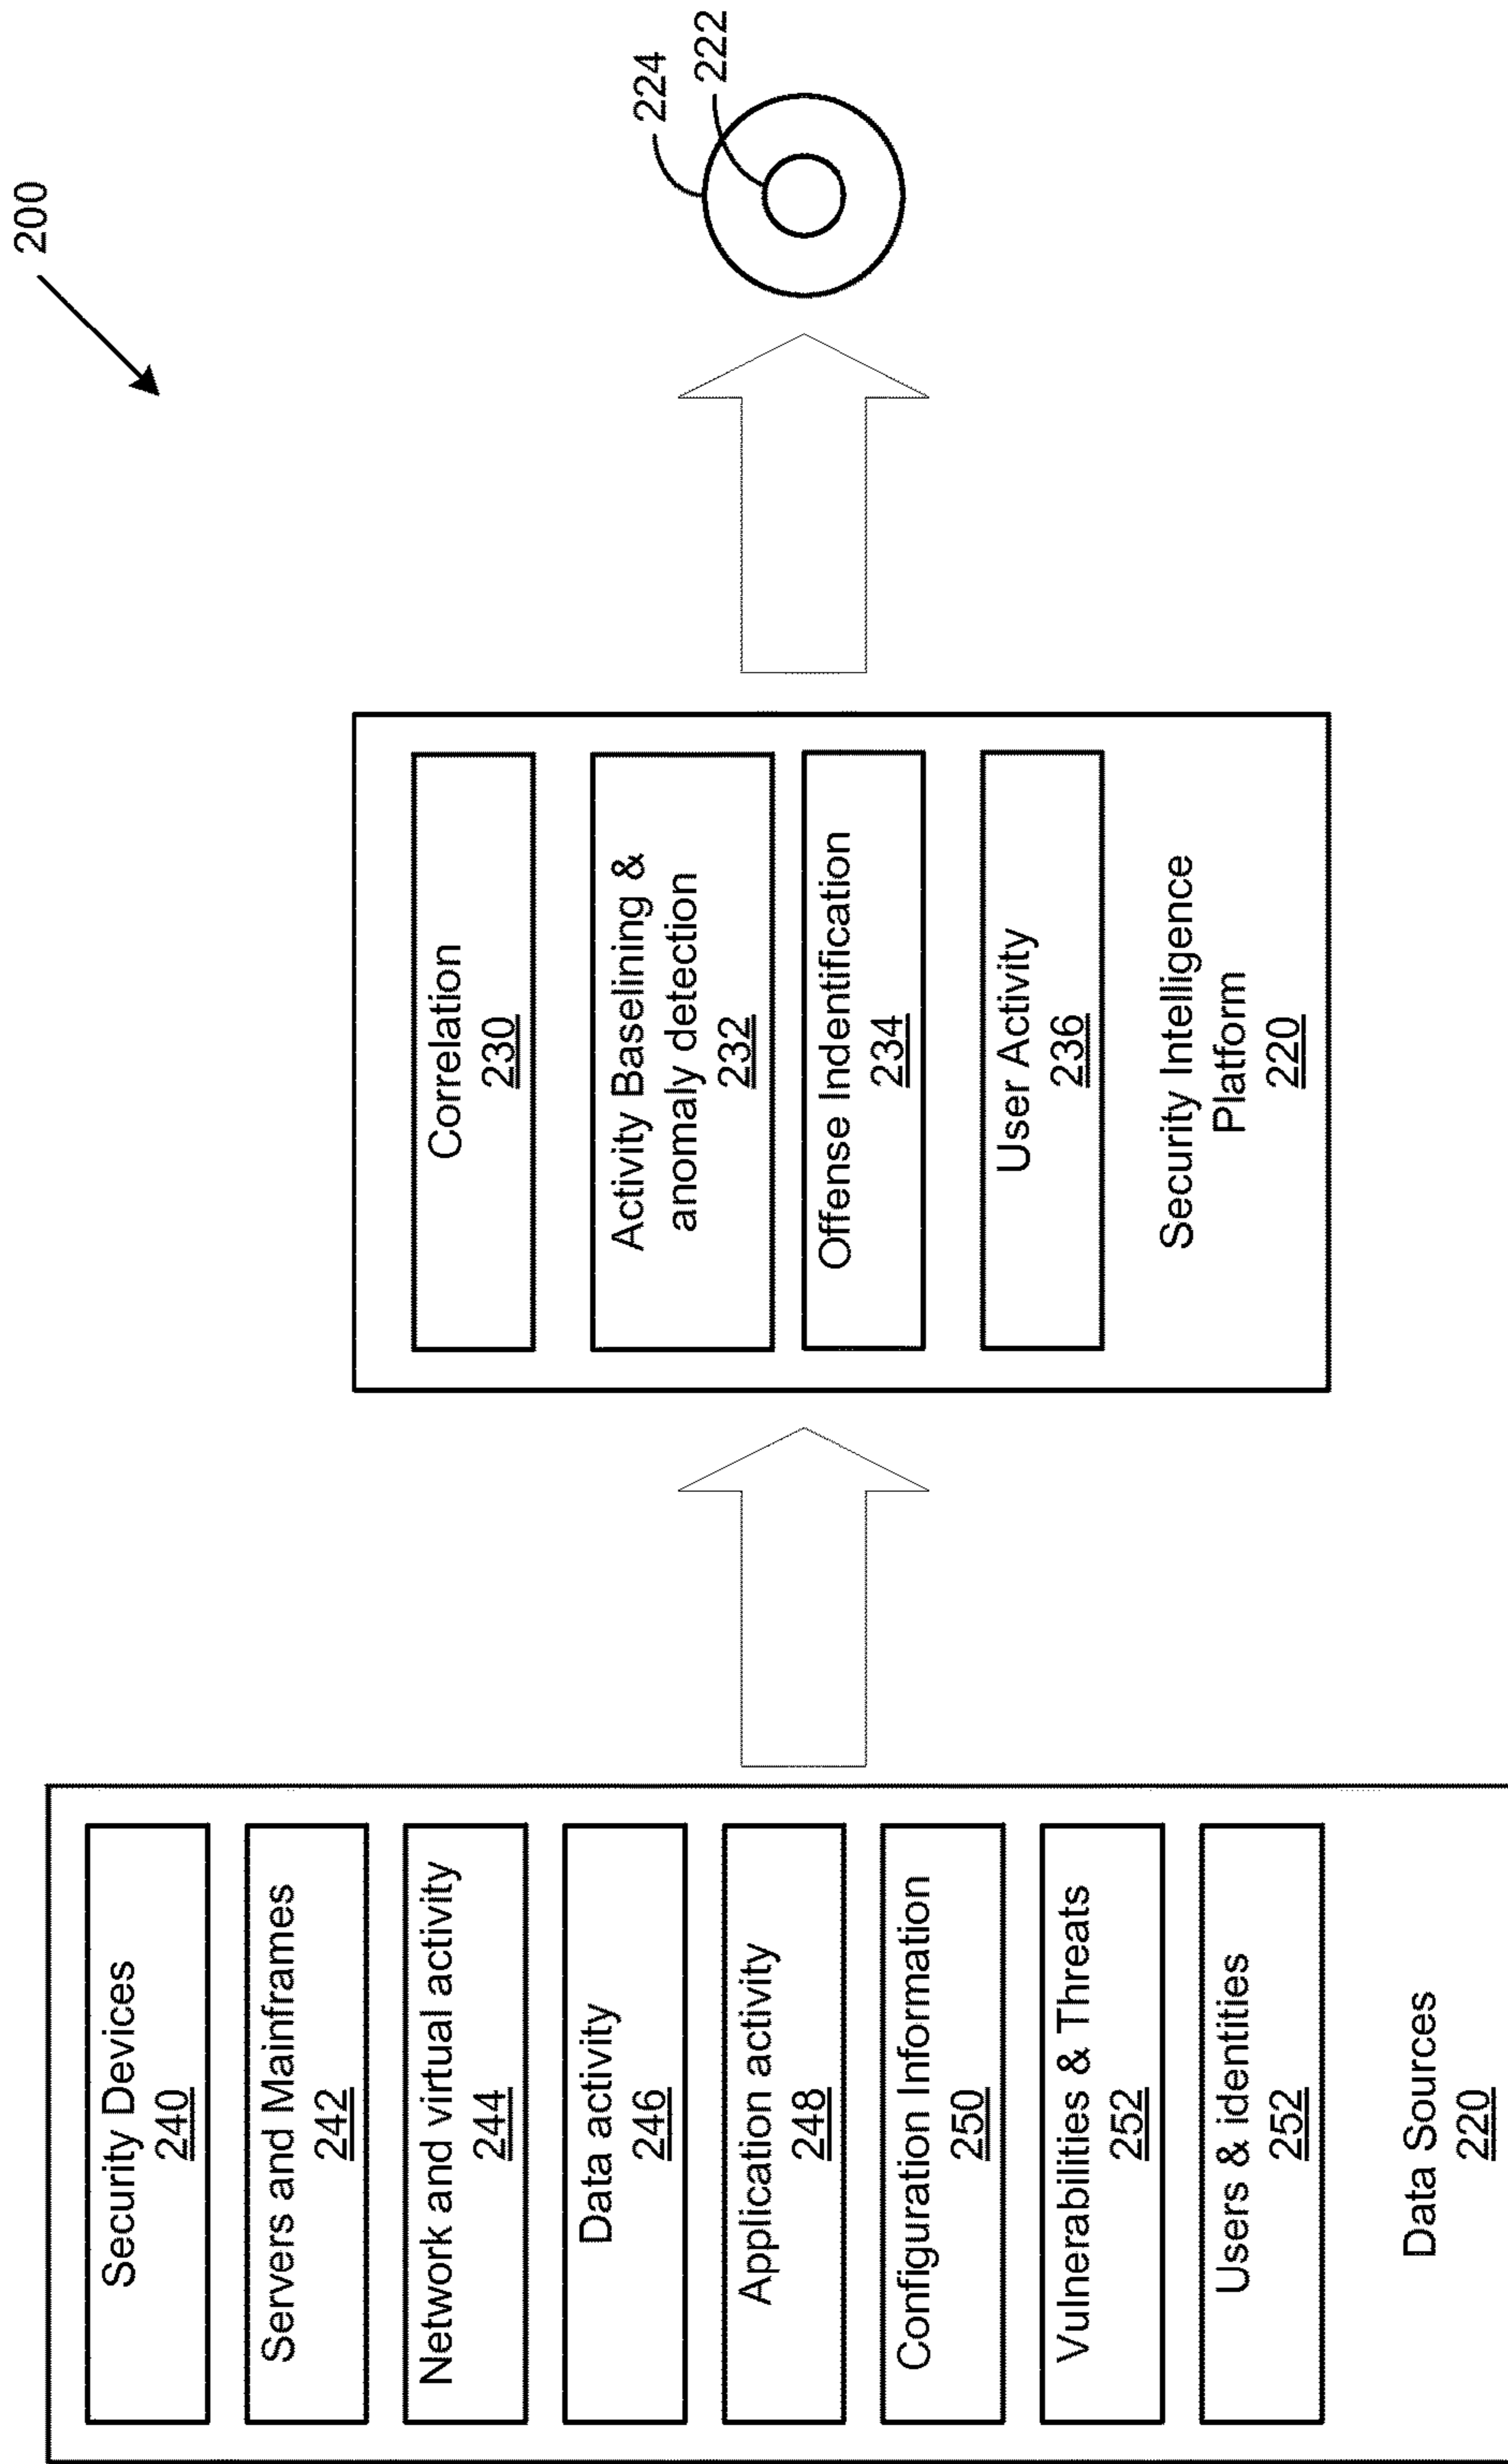 200
Security Devices
240
Servers and Mainframes
242
Network and virtual activity
244
Data activity
246
Application activity
248
Configuration Information
250
Vulnerabilities & Threats
252
Users & identities
252
Data Sources
220
Correlation
230
Activity Baselining &
anomaly detection
232
Offense Indentification
234
User Activity
236
Security Intelligence
Platform
220
224
222